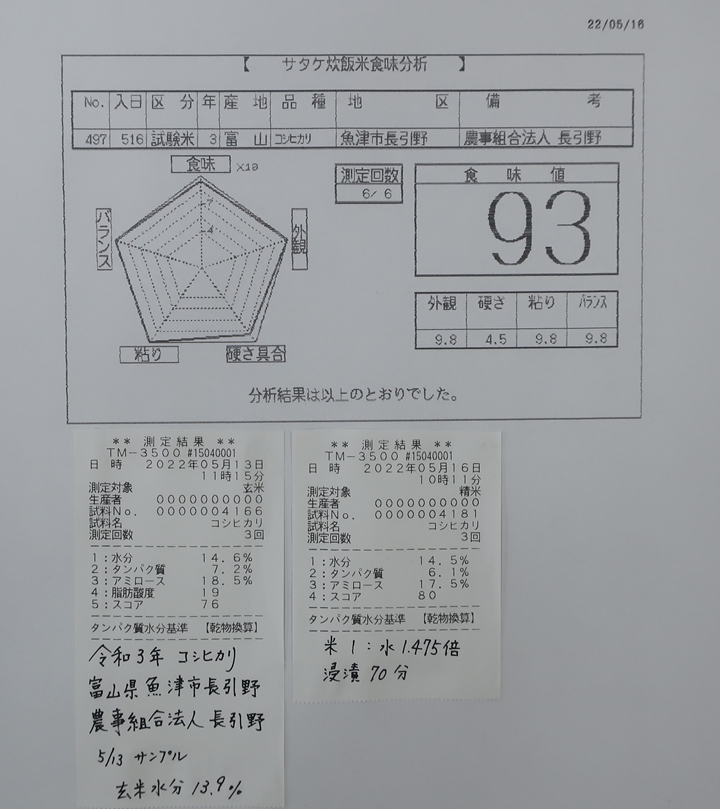 22/05/16
【 サタケ炊飯米食味分析 】
No. 入日 区分 年 産地 品種 地区 備考
497 516 試験米 3 富山 コシヒカリ 魚津市長引野 農事組合法人 長引野
食味 ×10
バランス
外観
粘り
硬さ具合
7
4
測定回数
6/ 6
食味値
93
外観 硬さ 粘り バランス
9.8 4.5 9.8 9.8
分析結果は以上のとおりでした。
** 測定結果 **
TM-3500 #15040001
日 時 2022年05月13日
11時15分
測定対象 玄米
生産者 0000000000
試料No. 0000004166
試料名 コシヒカリ
測定回数 3回
1:水分 14.6%
2:タンパク質 7.2%
3:アミロース 18.5%
4:脂肪酸度 19
5:スコア 76
タンパク質水分基準 【乾物換算】
令和3年 コシヒカリ
富山県魚津市長引野
農事組合法人 長引野
5/13 サンプル
玄米水分 13.9%
** 測定結果 **
TM-3500 #15040001
日 時 2022年05月16日
10時11分
測定対象 精米
生産者 0000000000
試料No. 0000004181
試料名 コシヒカリ
測定回数 3回
1:水分 14.5%
2:タンパク質 6.1%
3:アミロース 17.5%
4:スコア 80
タンパク質水分基準 【乾物換算】
米1:水1.475倍
浸漬 70分